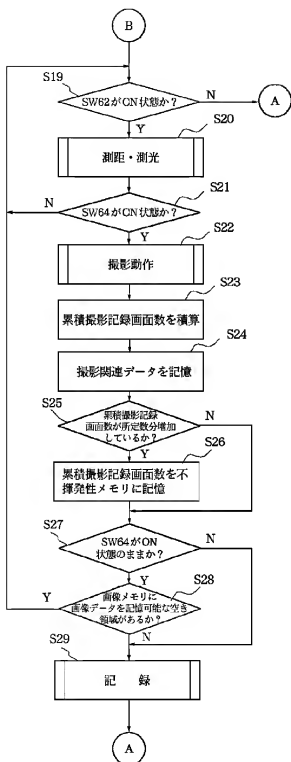 B
S19
SW62がON状態か?
N
A
Y
S20
測距・測光
S21
N
SW64がON状態か?
Y
S22
撮影動作
S23
累積撮影記録画面数を積算
S24
撮影関連データを記憶
S25
累積撮影記録
画面数が所定数分増加
しているか?
N
Y
S26
累積撮影記録画面数を不
揮発性メモリに記憶
S27
SW64がON
状態のままか?
N
Y
S28
Y
画像メモリに
画像データを記憶可能な空き
領域があるか?
N
S29
記 録
A